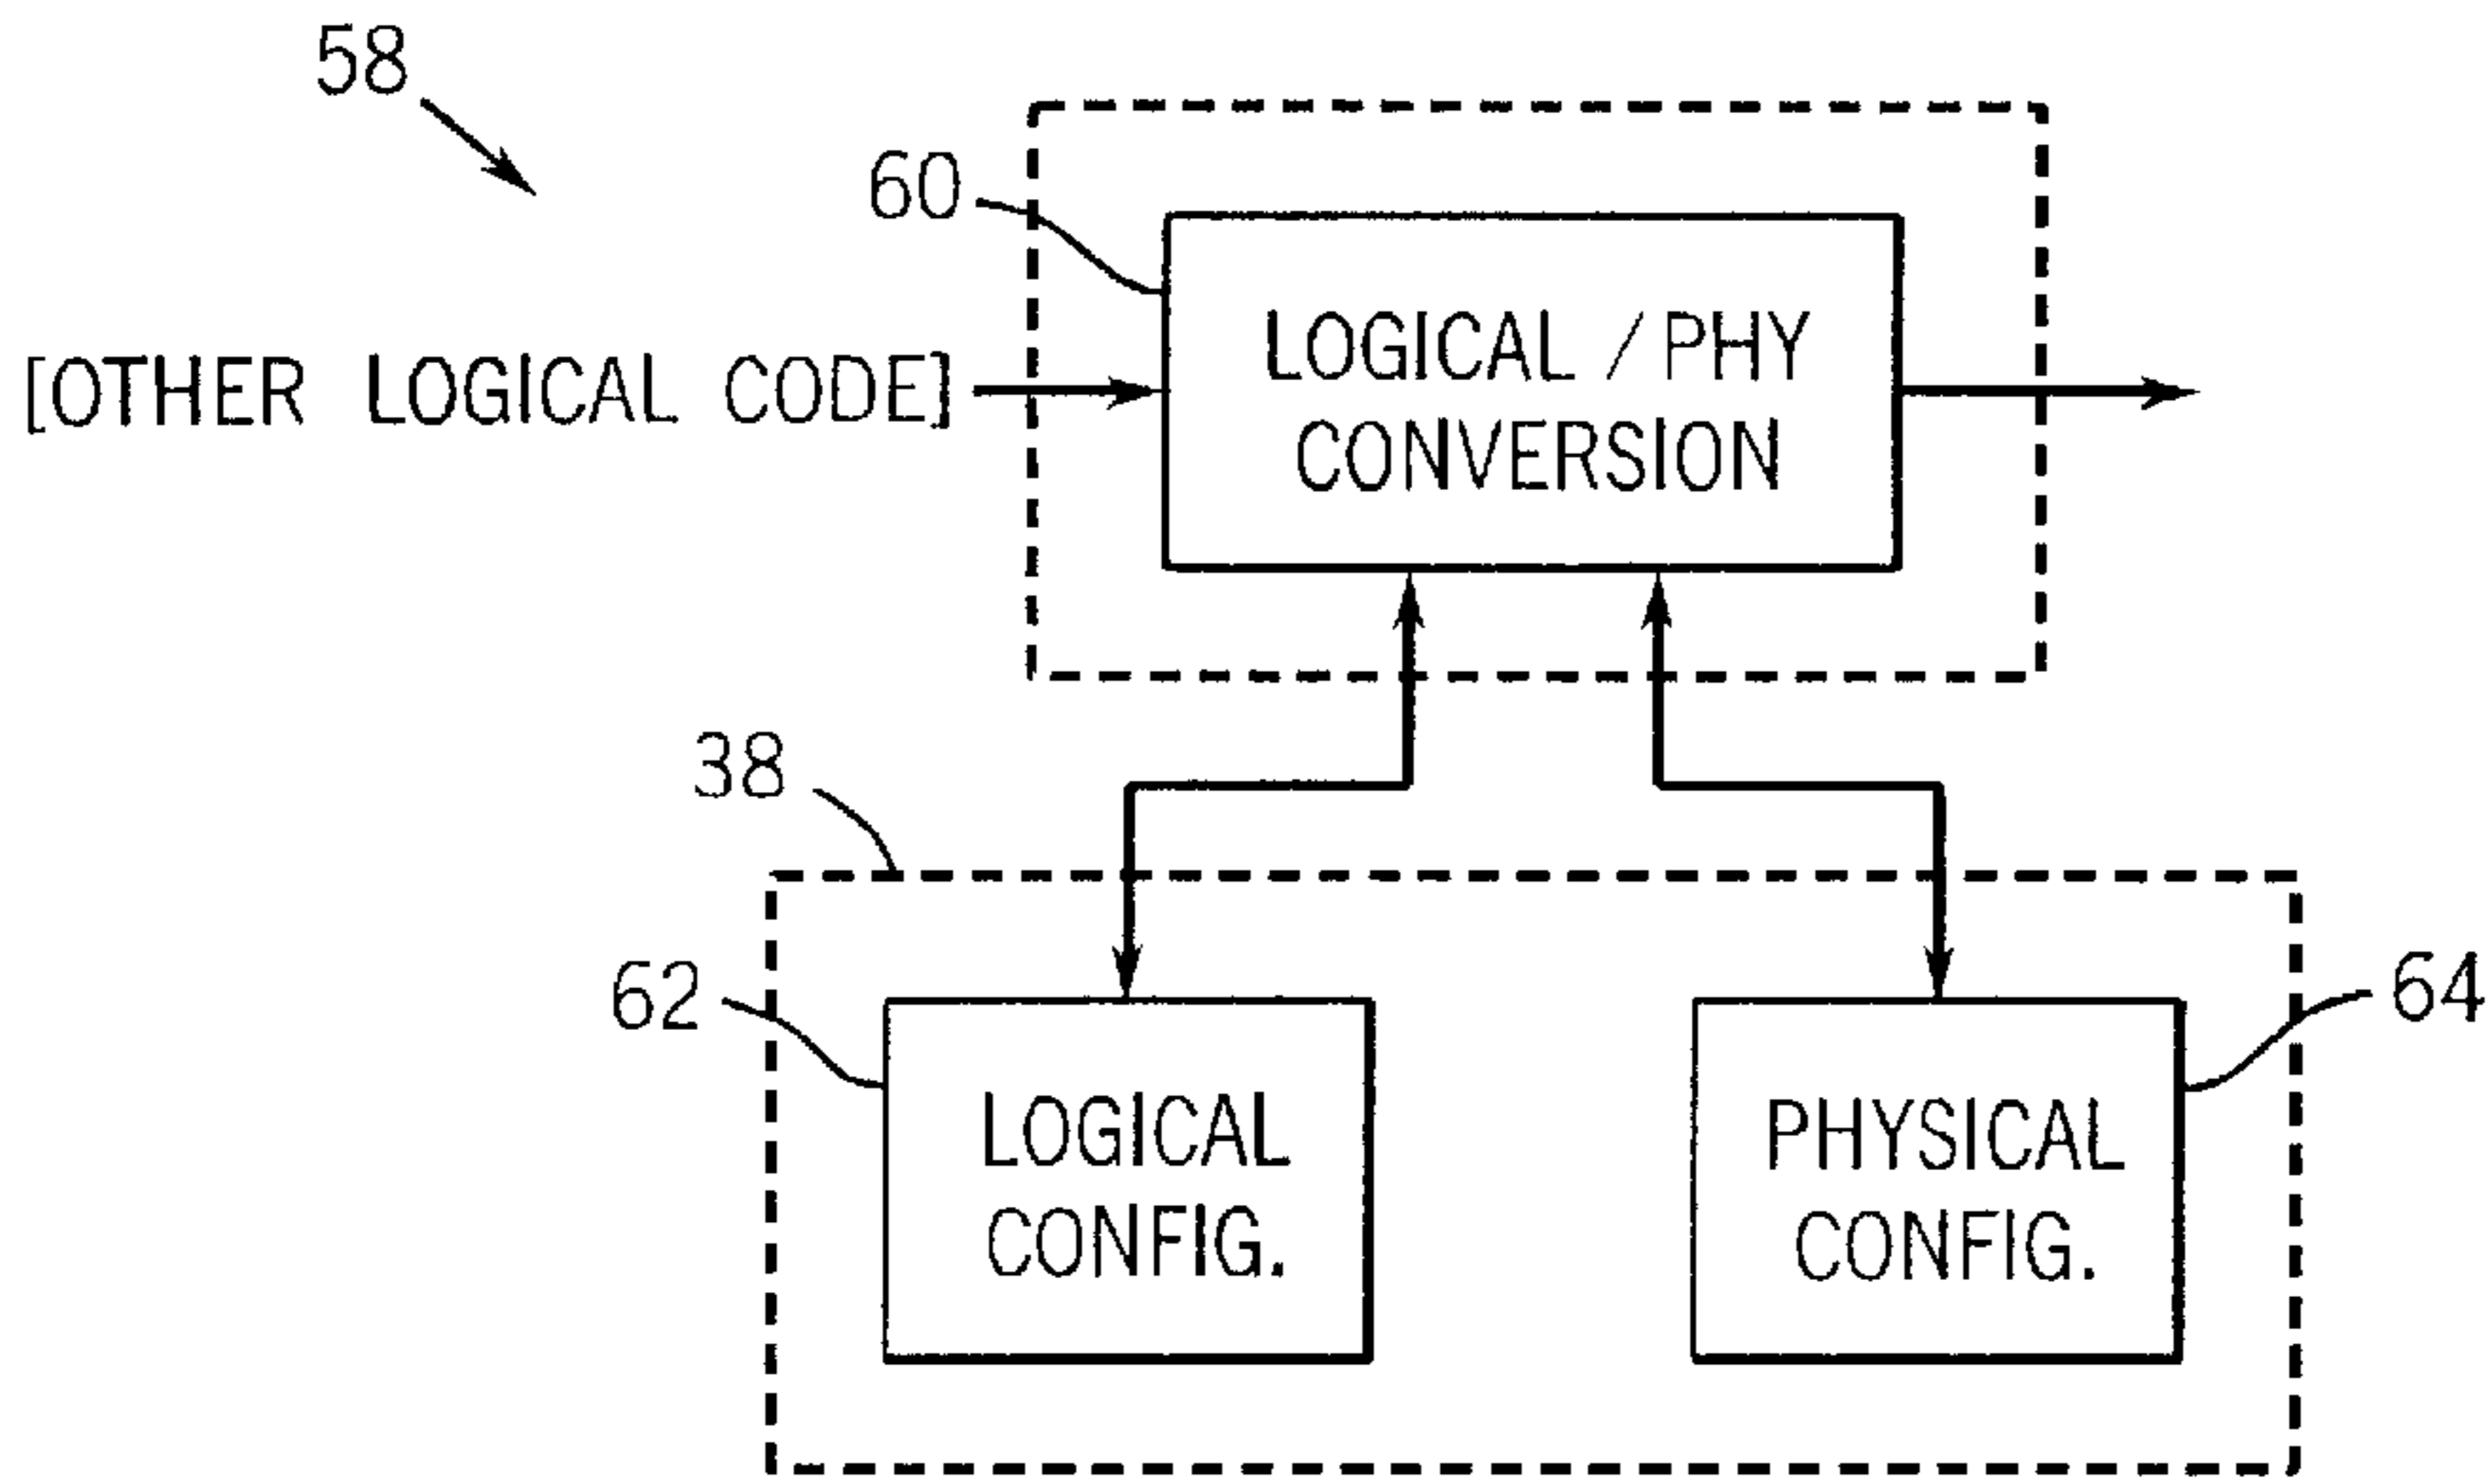 58
60
[OTHER LOGICAL CODE]
LOGICAL / PHY
CONVERSION
38
62
64
LOGICAL
CONFIG.
PHYSICAL
CONFIG.